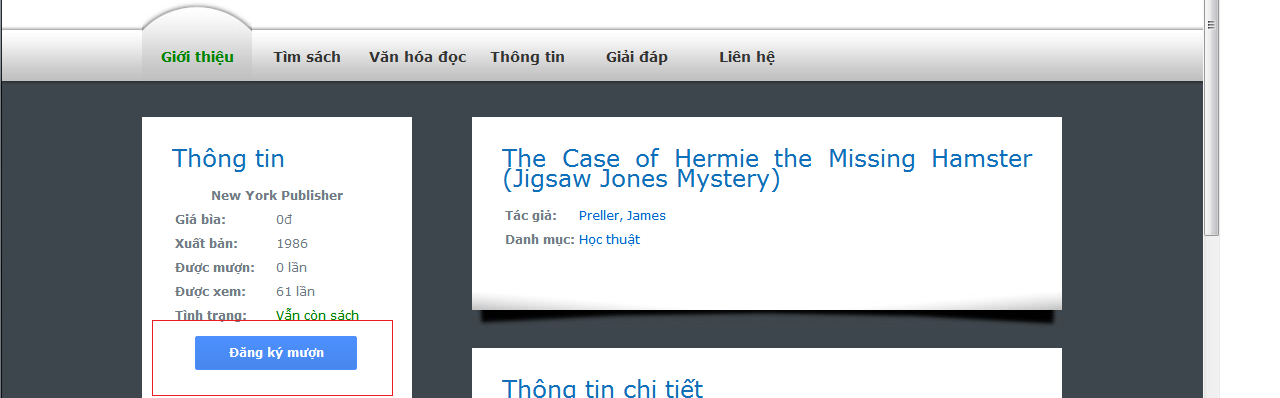 Giới thiệu Tìm sách Văn hóa đọc Thông tin Giải đáp Liên hệ
Thông tin
New York Publisher
Giá bìa: 0đ
Xuất bản: 1986
Được mượn: 0 lần
Được xem: 61 lần
Tình trạng: Vẫn còn sách
Đăng ký mượn
The Case of Hermie the Missing Hamster
(Jigsaw Jones Mystery)
Tác giả: Preller, James
Danh mục: Học thuật
Thông tin chi tiết